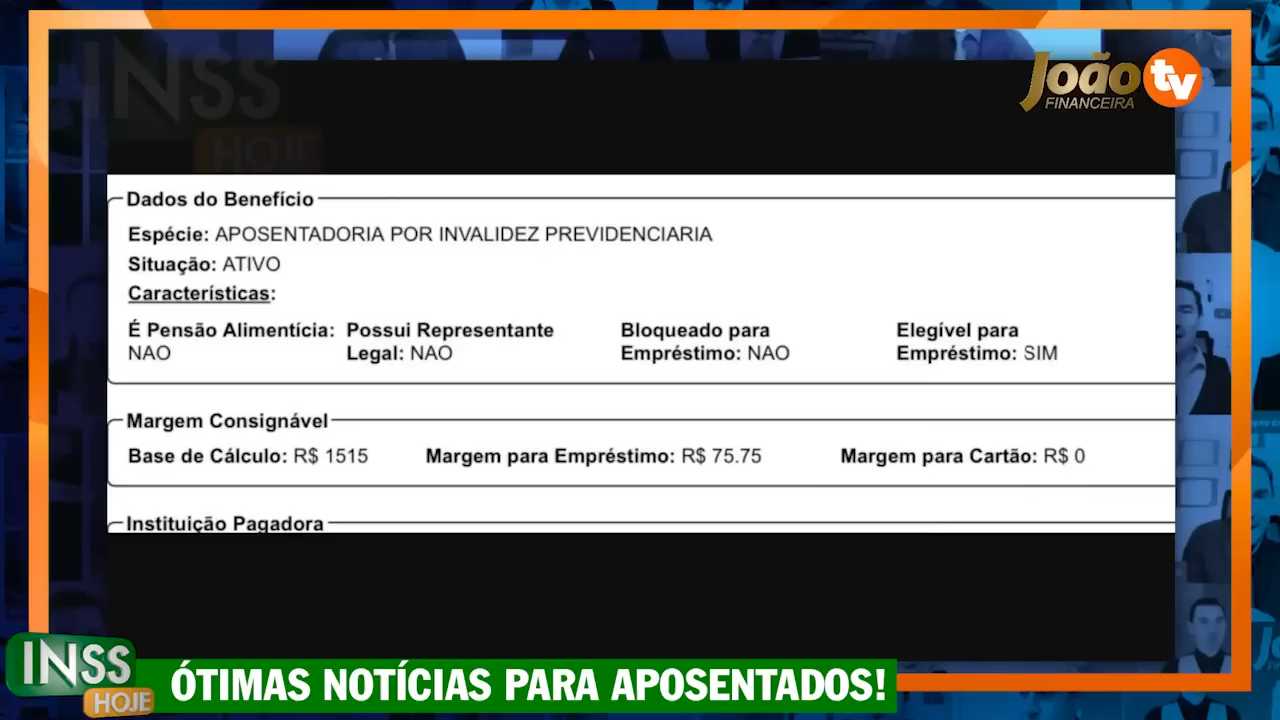 INSS
HOJE
João tv
FINANCEIRA
Dados do Benefício
Espécie: APOSENTADORIA POR INVALIDEZ PREVIDENCIARIA
Situação: ATIVO
Características:
É Pensão Alimentícia: Possui Representante Bloqueado para Elegível para
NAO Legal: NAO Empréstimo: NAO Empréstimo: SIM
Margem Consignável
Base de Cálculo: R$ 1515 Margem para Empréstimo: R$ 75.75 Margem para Cartão: R$ 0
Instituição Pagadora
INSS
HOJE
ÓTIMAS NOTÍCIAS PARA APOSENTADOS!